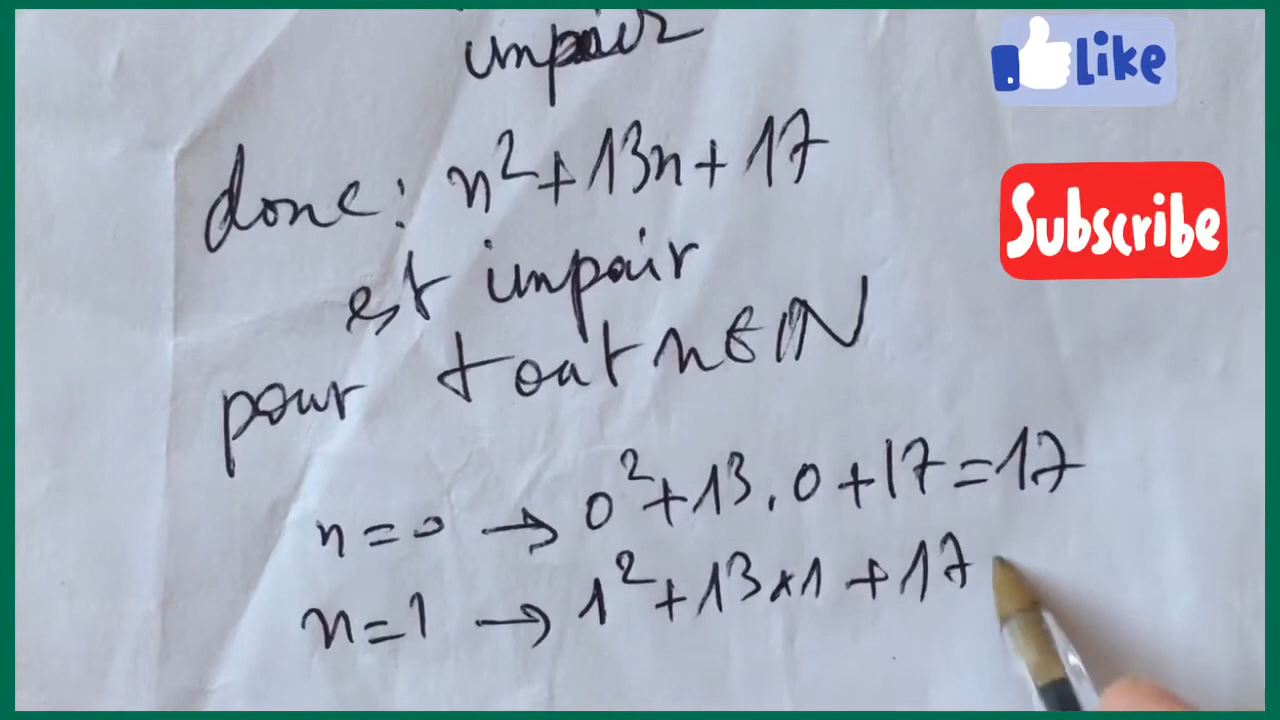 impair
Like
donc: n²+13n+17
Subscribe
est impair
pour tout n∈IN
n=0 → 0²+13.0+17=17
n=1 → 1²+13×1+17